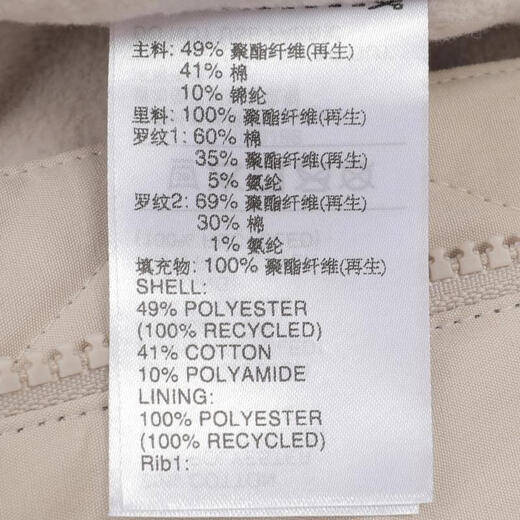 主料: 49% 聚酯纤维(再生)
41% 棉
10% 锦纶
里料: 100% 聚酯纤维(再生)
罗纹1: 60% 棉
35% 聚酯纤维(再生)
5% 氨纶
罗纹2: 69% 聚酯纤维(再生)
30% 棉
1% 氨纶
填充物: 100% 聚酯纤维(再生)
SHELL:
49% POLYESTER
(100% RECYCLED)
41% COTTON
10% POLYAMIDE
LINING:
100% POLYESTER
(100% RECYCLED)
Rib1: